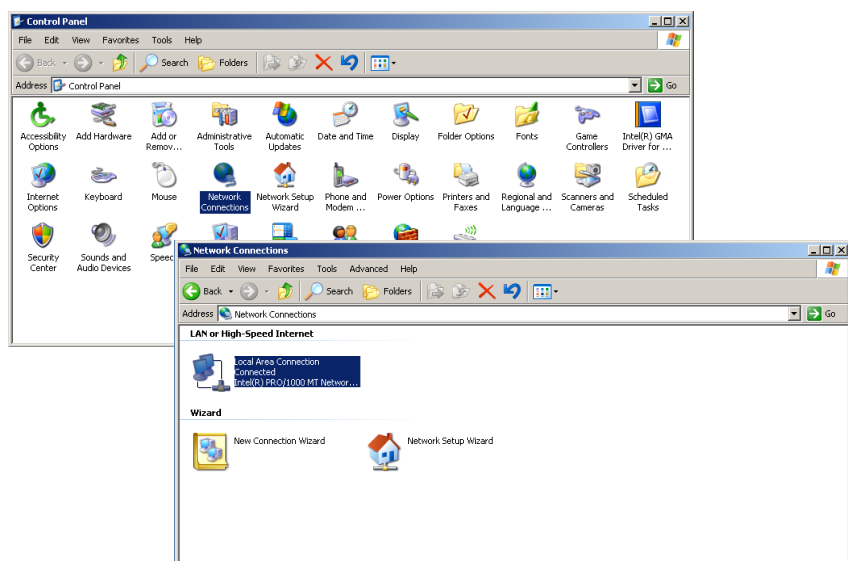 Control Panel
File Edit View Favorites Tools Help
Back Search Folders
Address Control Panel Go
Accessibility Options
Add Hardware
Add or Remov...
Administrative Tools
Automatic Updates
Date and Time
Display
Folder Options
Fonts
Game Controllers
Intel(R) GMA Driver for ...
Internet Options
Keyboard
Mouse
Network Connections
Network Setup Wizard
Phone and Modem ...
Power Options
Printers and Faxes
Regional and Language ...
Scanners and Cameras
Scheduled Tasks
Security Center
Sounds and Audio Devices
Speec
Network Connections
File Edit View Favorites Tools Advanced Help
Back Search Folders
Address Network Connections Go
LAN or High-Speed Internet
Local Area Connection
Connected
Intel(R) PRO/1000 MT Networ...
Wizard
New Connection Wizard
Network Setup Wizard